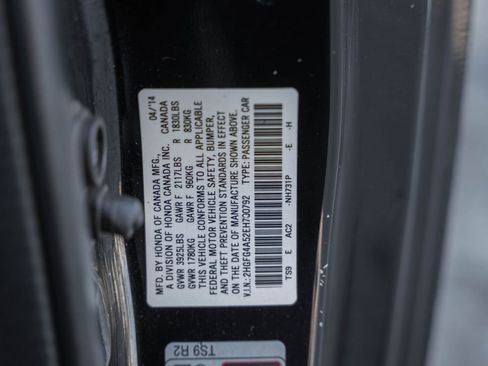 MFD. BY HONDA OF CANADA MFG., 04/'14
A DIVISION OF HONDA CANADA INC. CANADA
GVWR 3925LBS GAWR F 2117LBS R 1830LBS
GVWR 1780KG GAWR F 960KG R 830KG
THIS VEHICLE CONFORMS TO ALL APPLICABLE
FEDERAL MOTOR VEHICLE SAFETY, BUMPER,
AND THEFT PREVENTION STANDARDS IN EFFECT
ON THE DATE OF MANUFACTURE SHOWN ABOVE.
V.I.N.: 2HGFG4A52EH700792 TYPE: PASSENGER CAR
TS9 E AC2 -NH731P -E -H
TS9 R2